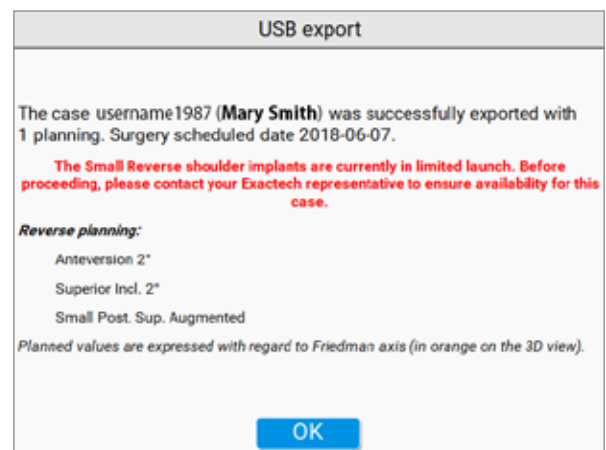 USB export
The case username1987 (Mary Smith) was successfully exported with
1 planning. Surgery scheduled date 2018-06-07.
The Small Reverse shoulder implants are currently in limited launch. Before
proceeding, please contact your Exactech representative to ensure availability for this
case.
Reverse planning:
Anteversion 2°
Superior Incl. 2°
Small Post. Sup. Augmented
Planned values are expressed with regard to Friedman axis (in orange on the 3D view).
OK